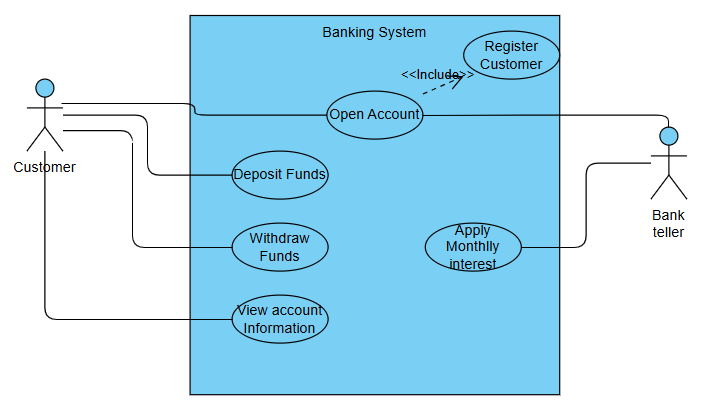 Banking System
Register
Customer
<<Include>>
Open Account
Customer
Deposit Funds
Bank
teller
Withdraw
Funds
Apply
Monthlly
interest
View account
Information